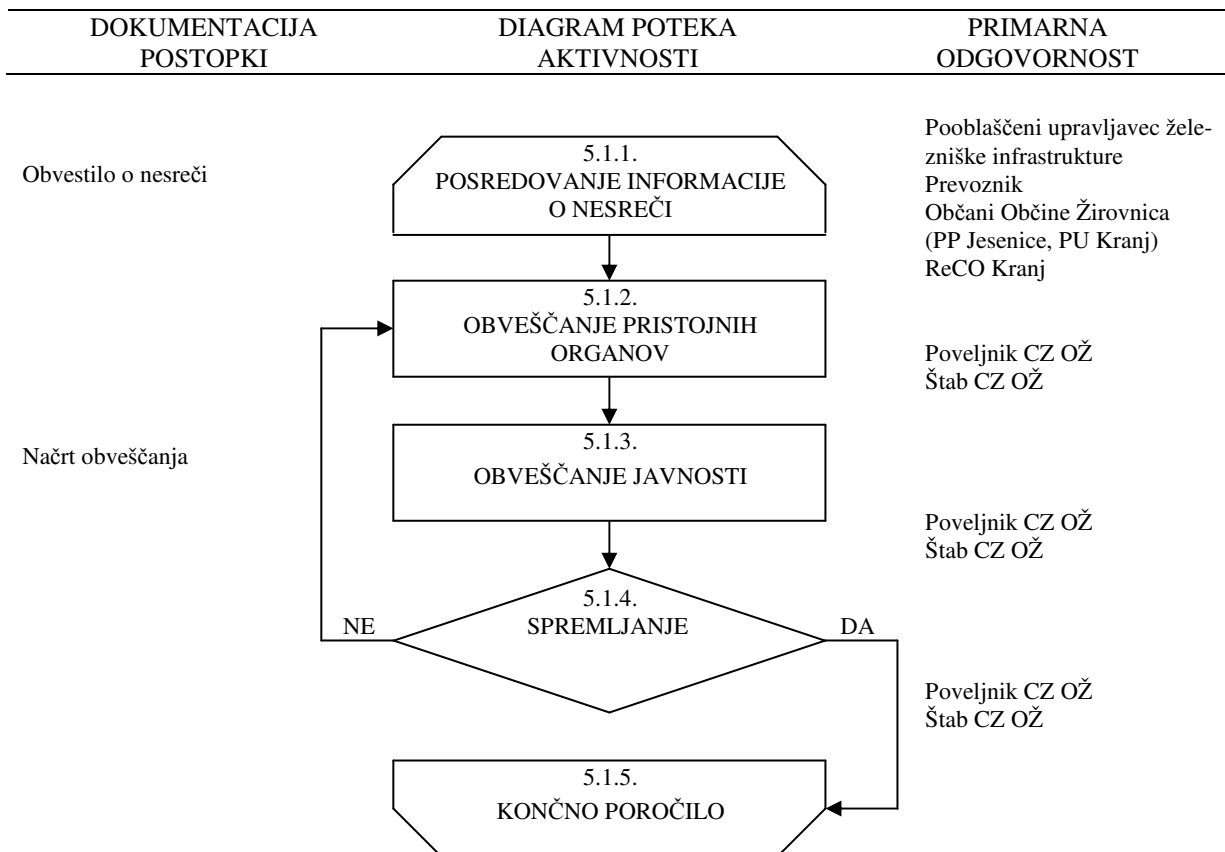 DOKUMENTACIJA
POSTOPKI
DIAGRAM POTEKA
AKTIVNOSTI
PRIMARNA
ODGOVORNOST
Obvestilo o nesreči
5.1.1.
POSREDOVANJE INFORMACIJE
O NESREČI
Pooblaščeni upravljavec žele-
zniške infrastrukture
Prevoznik
Občani Občine Žirovnica
(PP Jesenice, PU Kranj)
ReCO Kranj
5.1.2.
OBVEŠČANJE PRISTOJNIH
ORGANOV
Poveljnik CZ OŽ
Štab CZ OŽ
Načrt obveščanja
5.1.3.
OBVEŠČANJE JAVNOSTI
Poveljnik CZ OŽ
Štab CZ OŽ
5.1.4.
SPREMLJANJE
NE
DA
Poveljnik CZ OŽ
Štab CZ OŽ
5.1.5.
KONČNO POROČILO